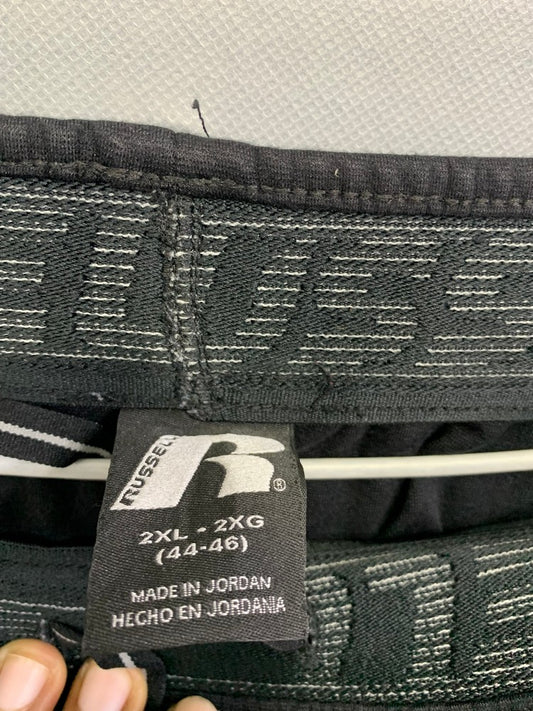 RUSSELL
R®
2XL - 2XG
(44-46)
MADE IN JORDAN
HECHO EN JORDANIA